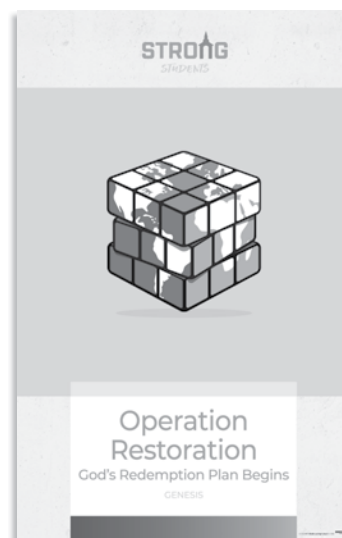 STRONG
STUDENTS
Operation
Restoration
God's Redemption Plan Begins
GENESIS